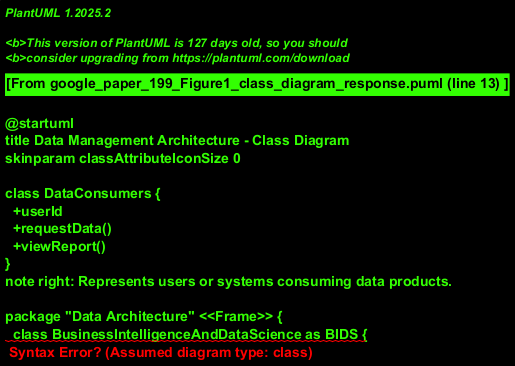 PlantUML 1.2025.2
<b>This version of PlantUML is 127 days old, so you should
<b>consider upgrading from https://plantuml.com/download
[From google_paper_199_Figure1_class_diagram_response.puml (line 13) ]
@startuml
title Data Management Architecture - Class Diagram
skinparam classAttributeIconSize 0
class DataConsumers {
+userId
+requestData()
+viewReport()
}
note right: Represents users or systems consuming data products.
package "Data Architecture" <<Frame>> {
class BusinessIntelligenceAndDataScience as BIDS {
Syntax Error? (Assumed diagram type: class)